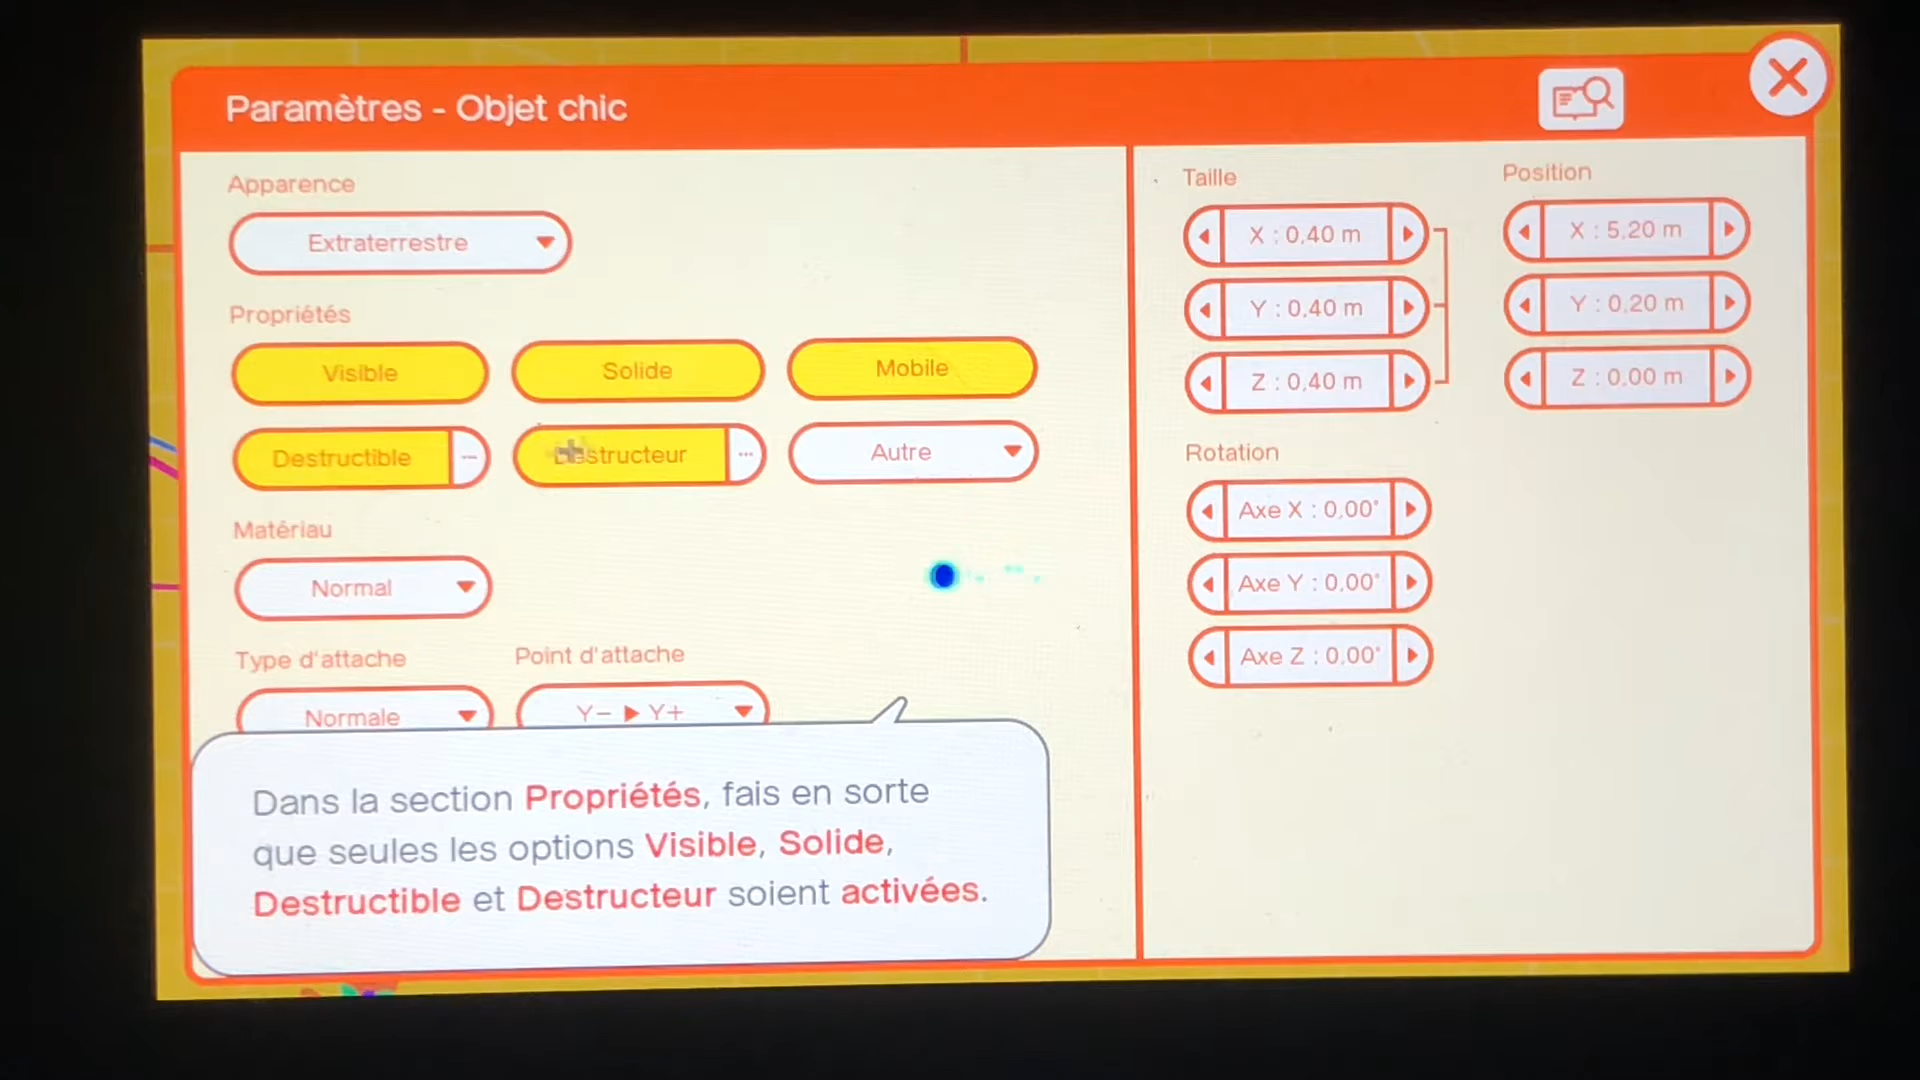 Paramètres - Objet chic
Apparence
Extraterrestre
Propriétés
Visible
Solide
Mobile
Destructible
...
Destructeur
...
Autre
Matériau
Normal
Type d'attache
Point d'attache
Normale
Y- ▶ Y+
Dans la section Propriétés, fais en sorte
que seules les options Visible, Solide,
Destructible et Destructeur soient activées.
Taille
X : 0,40 m
Y : 0,40 m
Z : 0,40 m
Position
X : 5,20 m
Y : 0,20 m
Z : 0,00 m
Rotation
Axe X : 0,00°
Axe Y : 0,00°
Axe Z : 0,00°